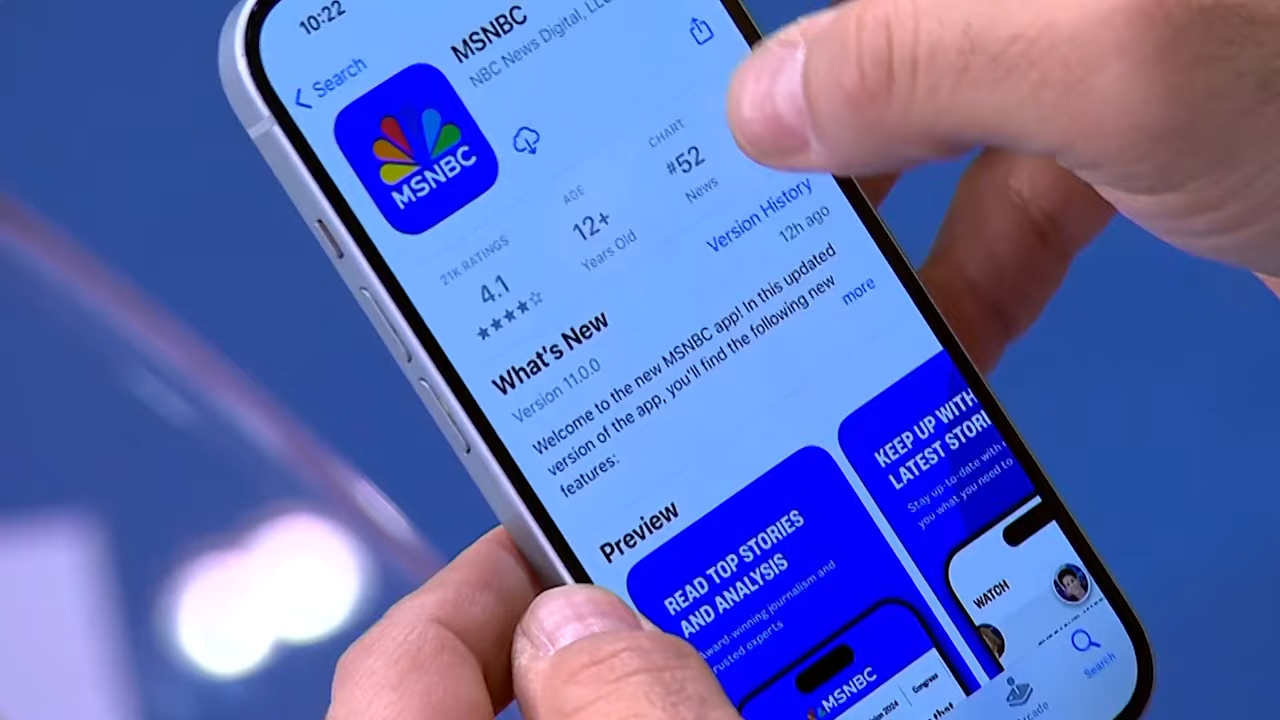 10:22
Search
MSNBC
NBC News Digital, LLC
MSNBC
21K RATINGS
4.1
AGE
12+
Years Old
CHART
#52
News
What's New
Version History
Version 11.0.0
12h ago
Welcome to the new MSNBC app! In this updated
version of the app, you'll find the following new
features:
more
Preview
READ TOP STORIES
AND ANALYSIS
Award-winning journalism and
trusted experts
MSNBC
Congress
KEEP UP WITH
LATEST STORI
Stay up-to-date with
you what you need to
WATCH
Search